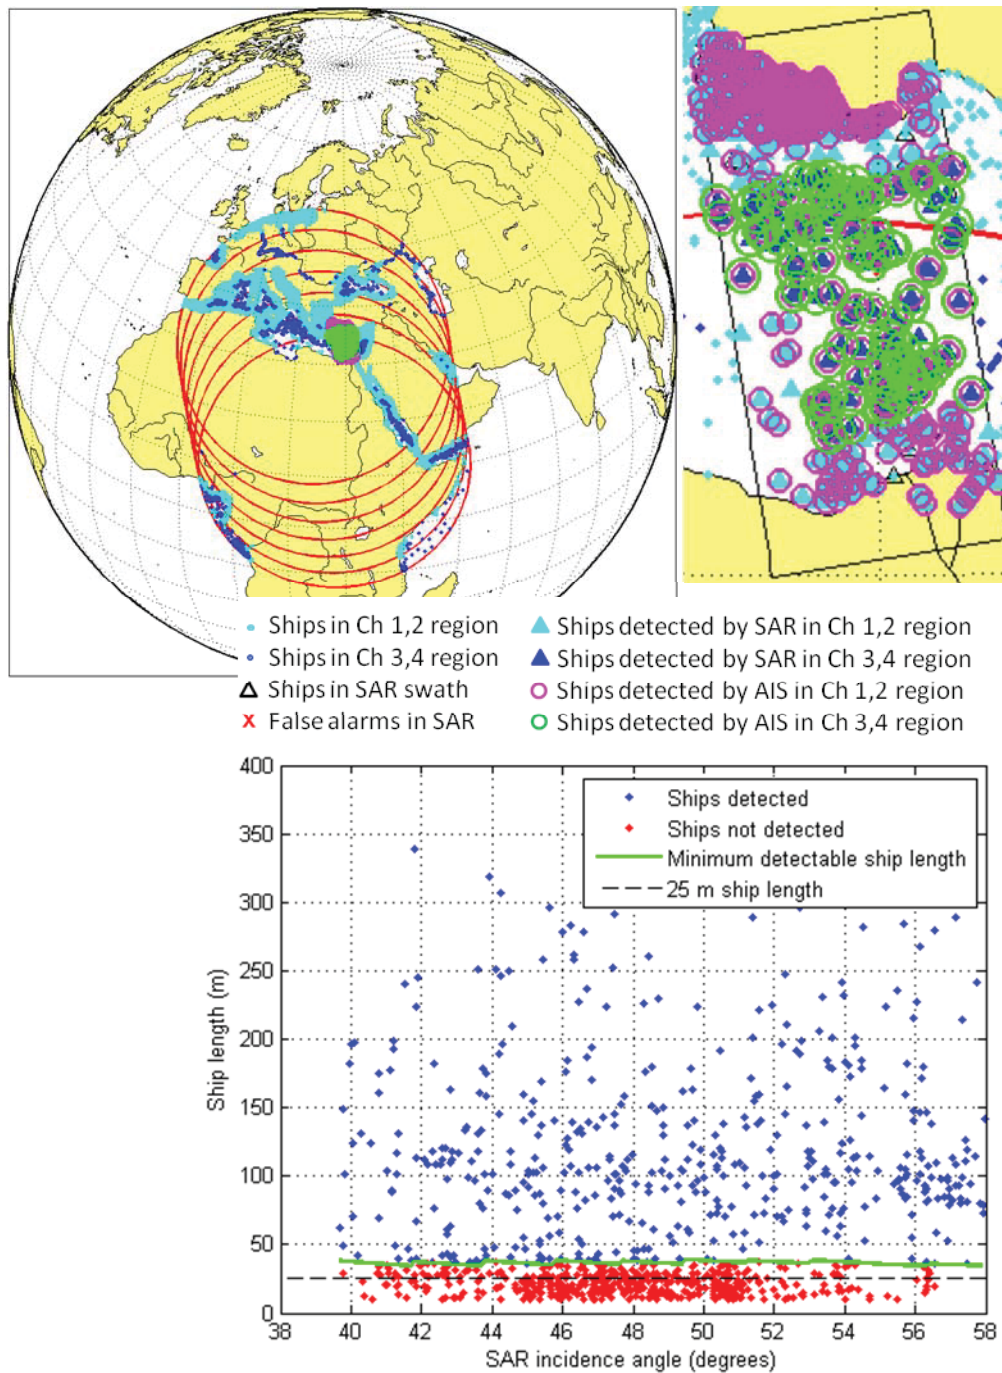 Ships in Ch 1,2 region
Ships in Ch 3,4 region
Ships in SAR swath
False alarms in SAR
Ships detected by SAR in Ch 1,2 region
Ships detected by SAR in Ch 3,4 region
Ships detected by AIS in Ch 1,2 region
Ships detected by AIS in Ch 3,4 region
Ships detected
Ships not detected
Minimum detectable ship length
25 m ship length
Ship length (m)
400
350
300
250
200
150
100
50
0
38 40 42 44 46 48 50 52 54 56 58
SAR incidence angle (degrees)